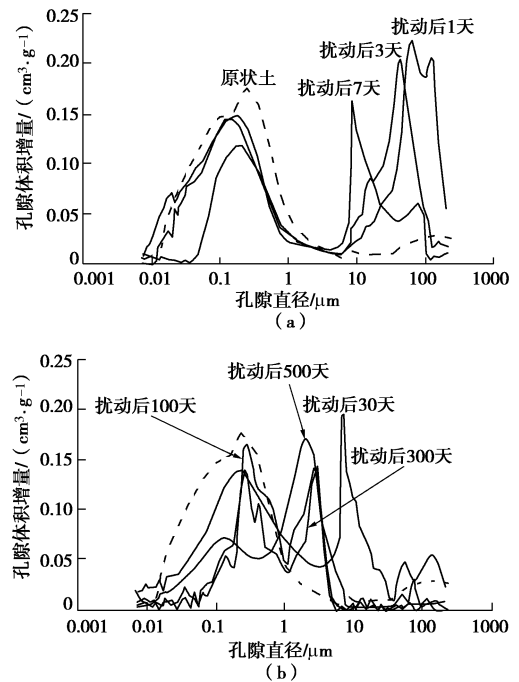 0.25
0.20
0.15
0.10
0.05
0
孔隙体积增量/(cm³·g⁻¹)
原状土
扰动后1天
扰动后3天
扰动后7天
0.001 0.01 0.1 1 10 100 1000
孔隙直径/μm
(a)
0.25
0.20
0.15
0.10
0.05
0
孔隙体积增量/(cm³·g⁻¹)
扰动后500天
扰动后100天
扰动后30天
扰动后300天
0.001 0.01 0.1 1 10 100 1000
孔隙直径/μm
(b)